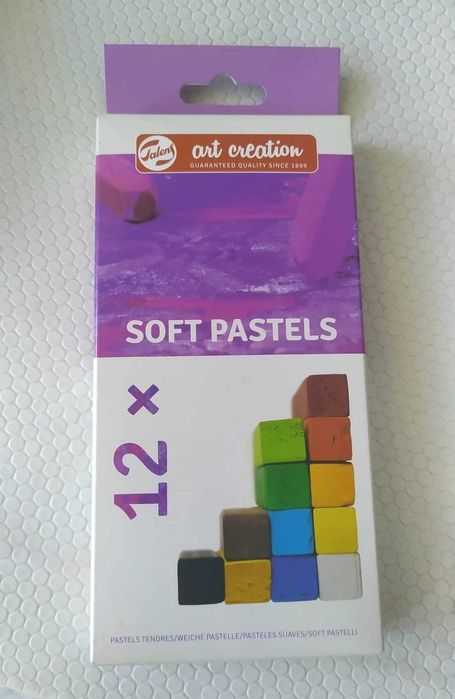 Talens
art creation
GUARANTEED QUALITY SINCE 1899
SOFT PASTELS
12 ×
PASTELS TENDRES/WEICHE PASTELLE/PASTELES SUAVES/SOFT PASTELLI